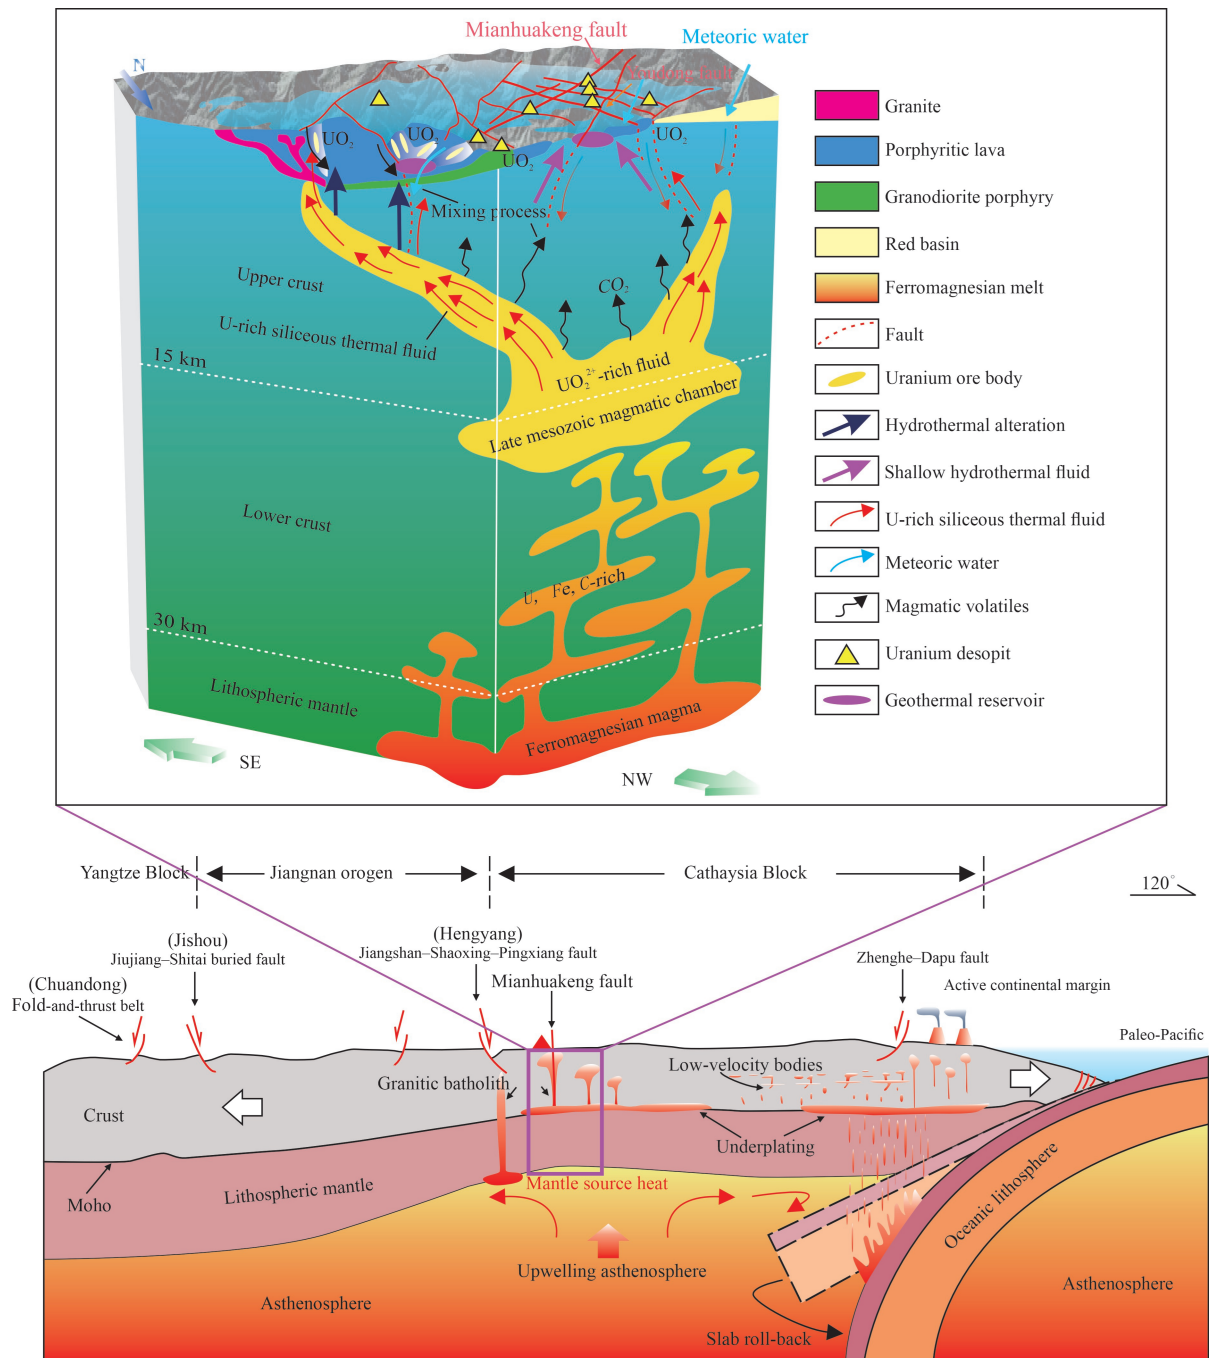 Mianhuakeng fault
Meteoric water
N
Youdong fault
UO2
UO2
UO2
UO2
Mixing process
Upper crust
CO2
U-rich siliceous thermal fluid
15 km
UO2 2+-rich fluid
Late mesozoic magmatic chamber
Lower crust
U, Fe, C-rich
30 km
Lithospheric mantle
Ferromagnesian magma
SE
NW
Granite
Porphyritic lava
Granodiorite porphyry
Red basin
Ferromagnesian melt
Fault
Uranium ore body
Hydrothermal alteration
Shallow hydrothermal fluid
U-rich siliceous thermal fluid
Meteoric water
Magmatic volatiles
Uranium desopit
Geothermal reservoir
Yangtze Block
Jiangnan orogen
Cathaysia Block
120°
(Chuandong)
Fold-and-thrust belt
(Jishou)
Jiujiang–Shitai buried fault
(Hengyang)
Jiangshan–Shaoxing–Pingxiang fault
Mianhuakeng fault
Zhenghe–Dapu fault
Active continental margin
Paleo-Pacific
Granitic batholith
Low-velocity bodies
Crust
Underplating
Moho
Lithospheric mantle
Mantle source heat
Oceanic lithosphere
Upwelling asthenosphere
Asthenosphere
Asthenosphere
Slab roll-back